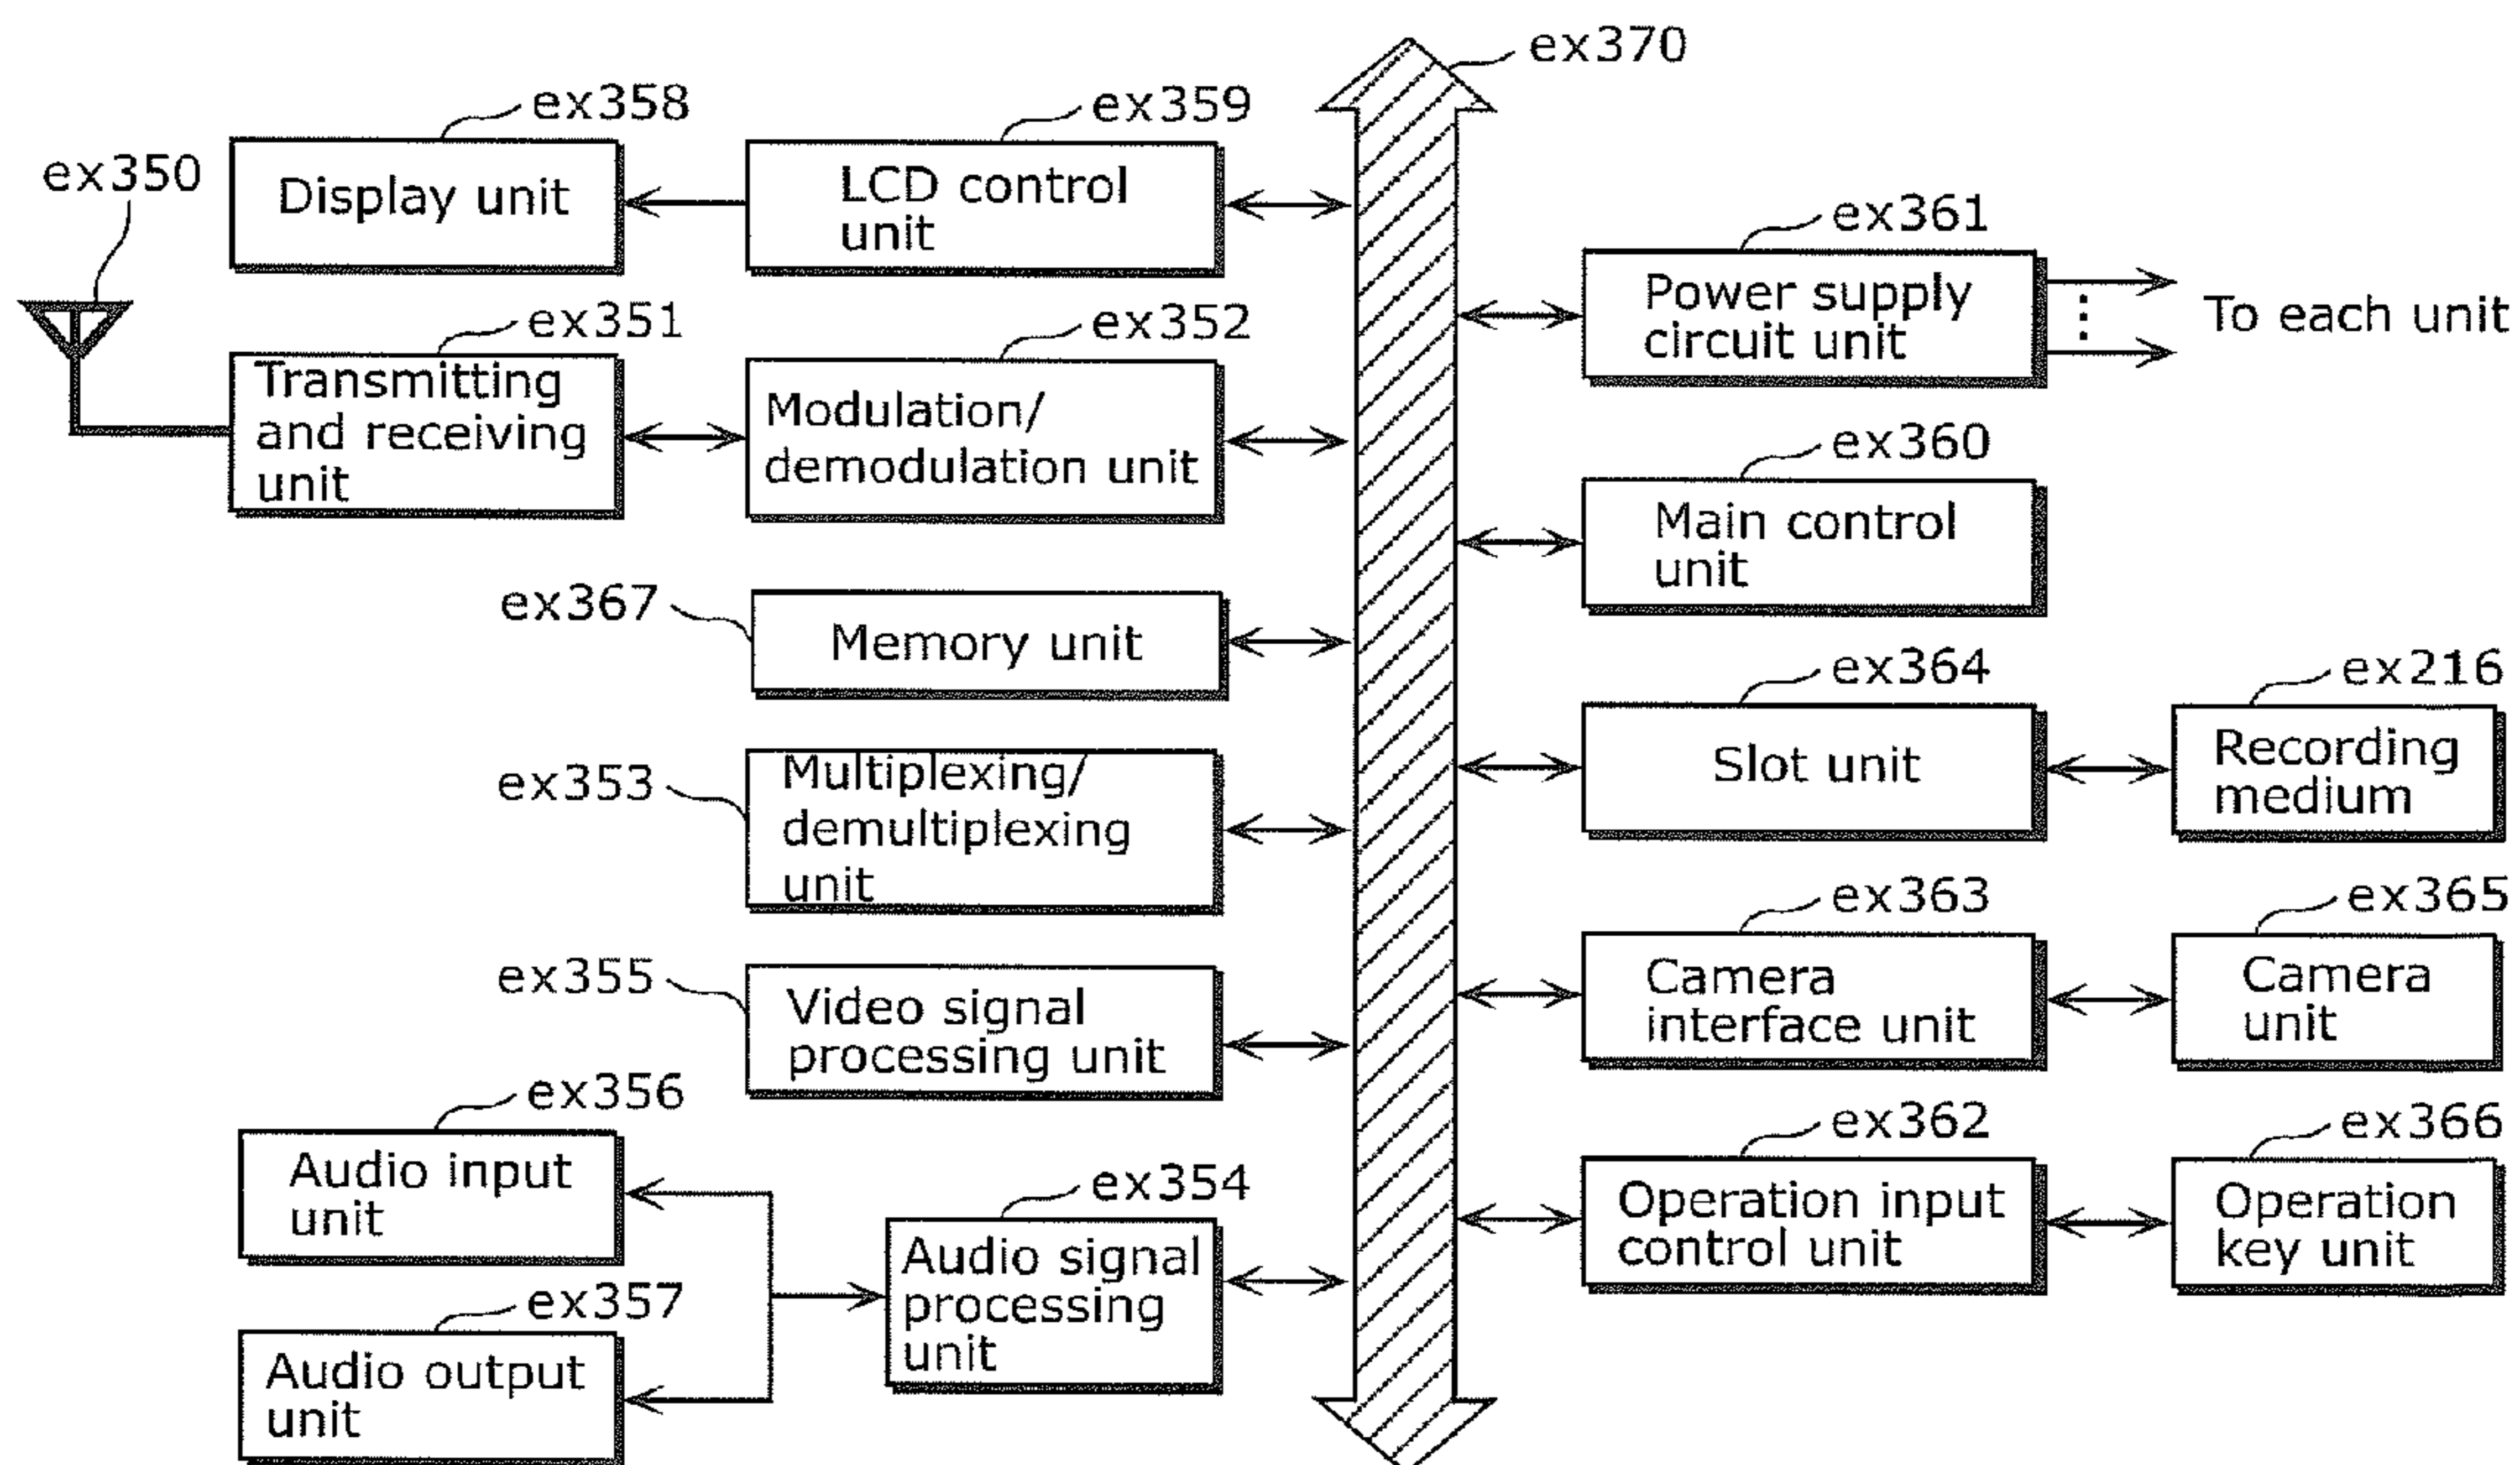 ex370
ex358
ex359
ex350
Display unit
LCD control
unit
ex361
Power supply
circuit unit
To each unit
ex351
ex352
Transmitting
and receiving
unit
Modulation/
demodulation unit
ex360
Main control
unit
ex367
Memory unit
ex364
ex216
Slot unit
Recording
medium
ex353
Multiplexing/
demultiplexing
unit
ex363
ex365
Camera
interface unit
Camera
unit
ex355
Video signal
processing unit
ex356
Audio input
unit
ex362
ex366
Operation input
control unit
Operation
key unit
ex354
Audio signal
processing
unit
ex357
Audio output
unit